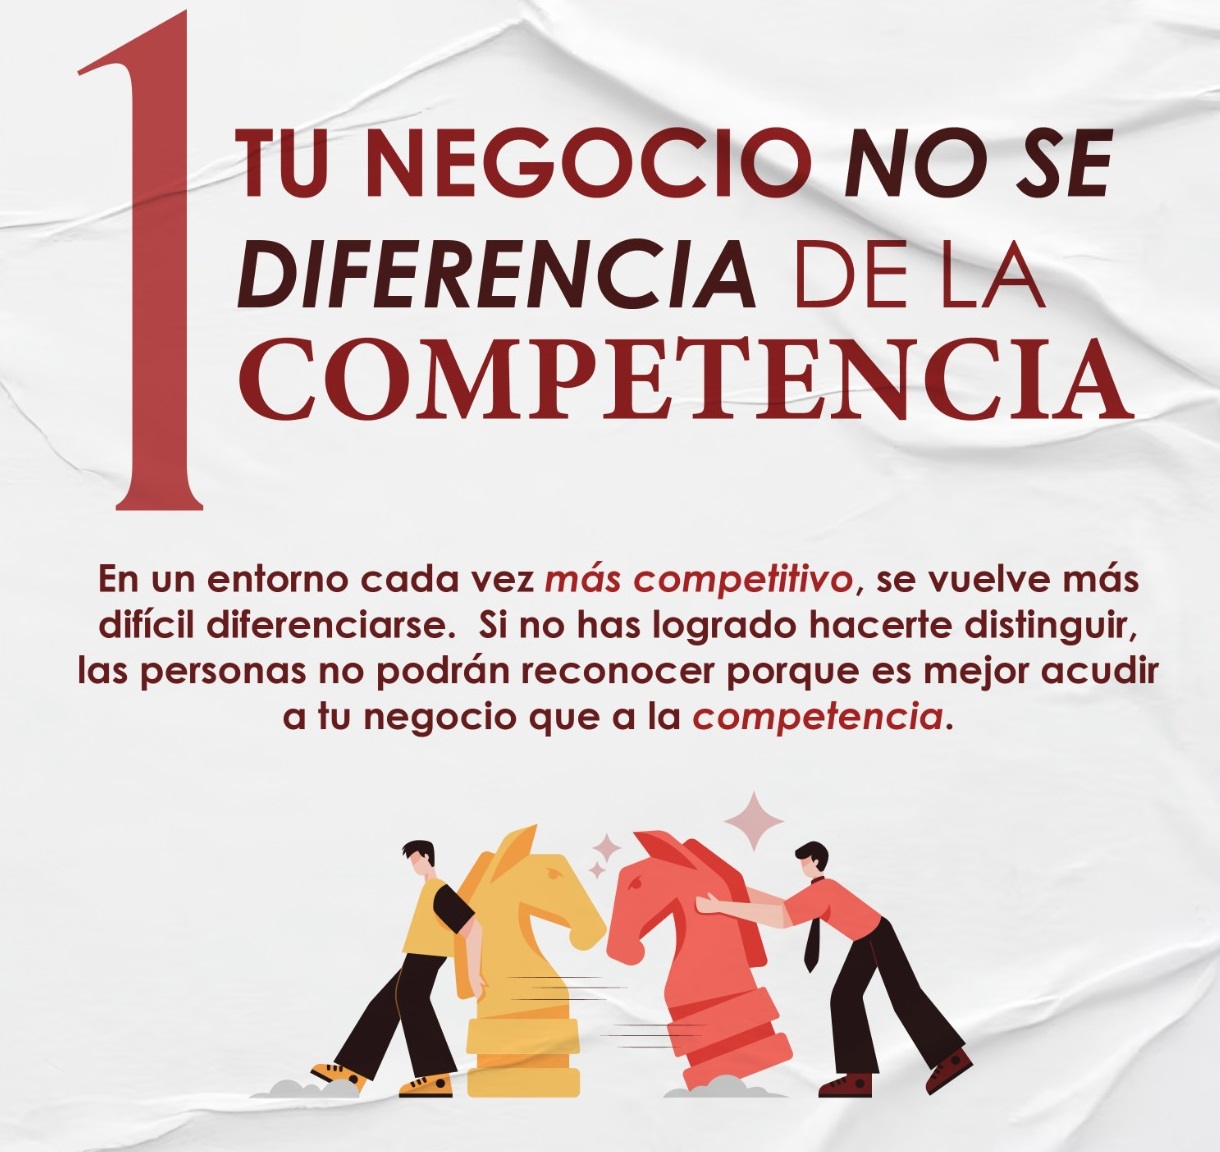 1
TU NEGOCIO NO SE
DIFERENCIA DE LA
COMPETENCIA
En un entorno cada vez más competitivo, se vuelve más
difícil diferenciarse.  Si no has logrado hacerte distinguir,
las personas no podrán reconocer porque es mejor acudir
a tu negocio que a la competencia.